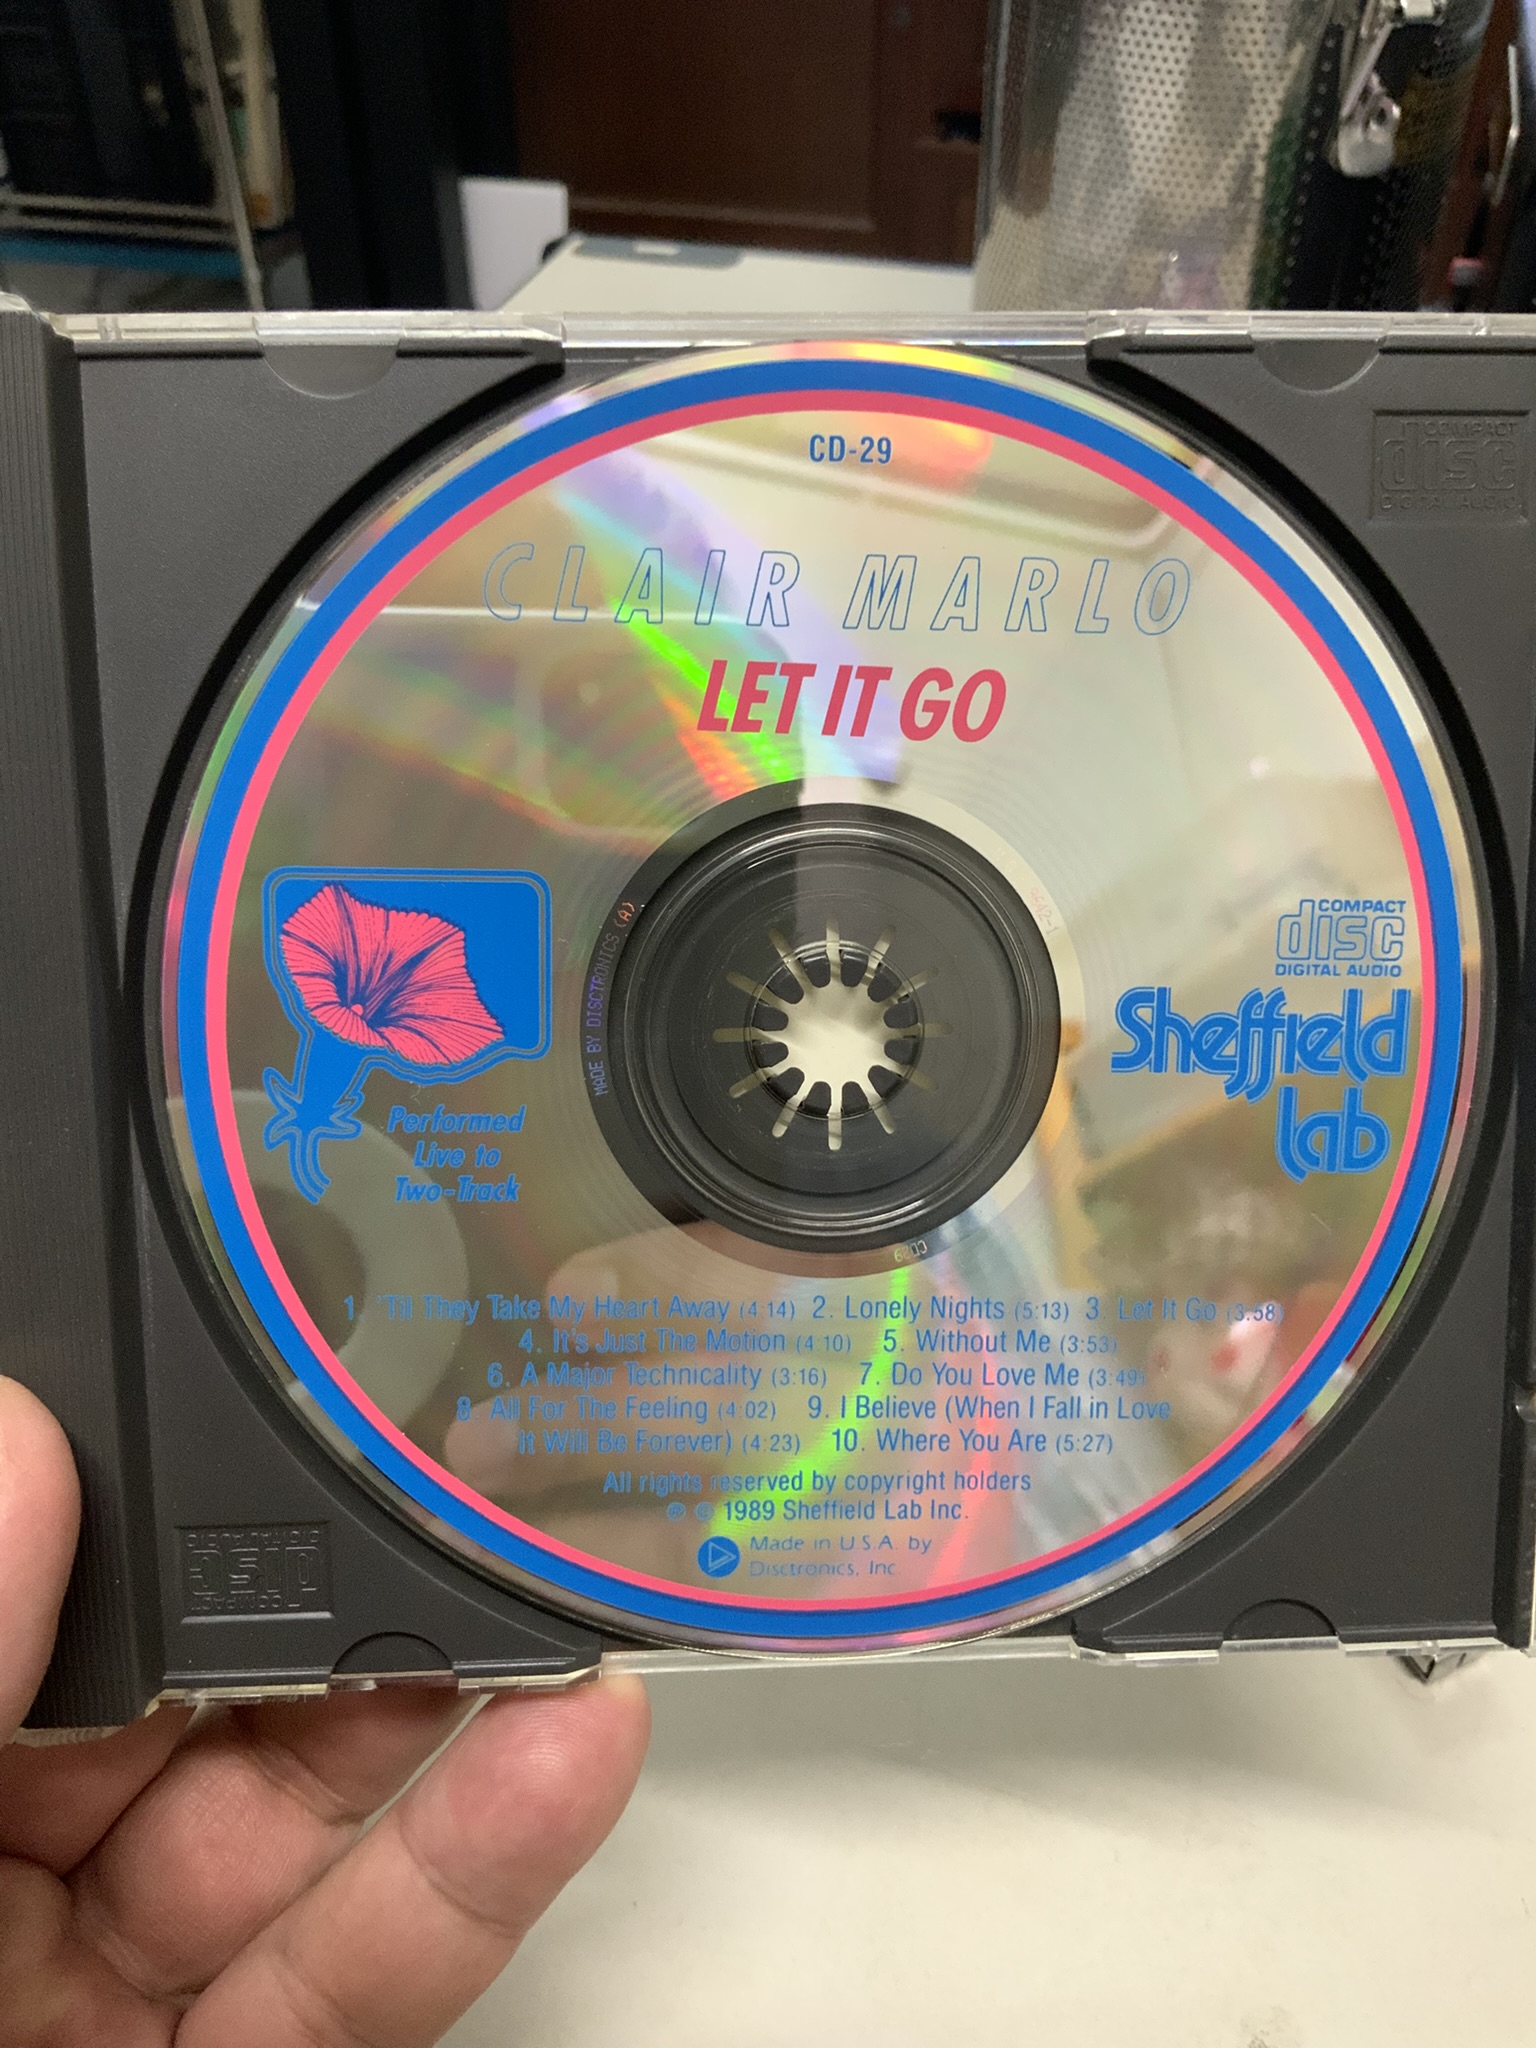 CD-29
CLAIR MARLO
LET IT GO
COMPACT
disc
DIGITAL AUDIO
MADE BY DISCTRONICS (A)
COMPACT
disc
DIGITAL AUDIO
Sheffield
Lab
Performed
Live to
Two-Track
CD29
1. 'Til They Take My Heart Away (4:14) 2. Lonely Nights (5:13) 3. Let It Go (3:58)
4. It's Just The Motion (4:10) 5. Without Me (3:53)
6. A Major Technicality (3:16) 7. Do You Love Me (3:49)
8. All For The Feeling (4:02) 9. I Believe (When I Fall in Love
It Will Be Forever) (4:23) 10. Where You Are (5:27)
All rights reserved by copyright holders
℗ © 1989 Sheffield Lab Inc.
Made in U.S.A. by
Disctronics, Inc
COMPACT
disc
DIGITAL AUDIO